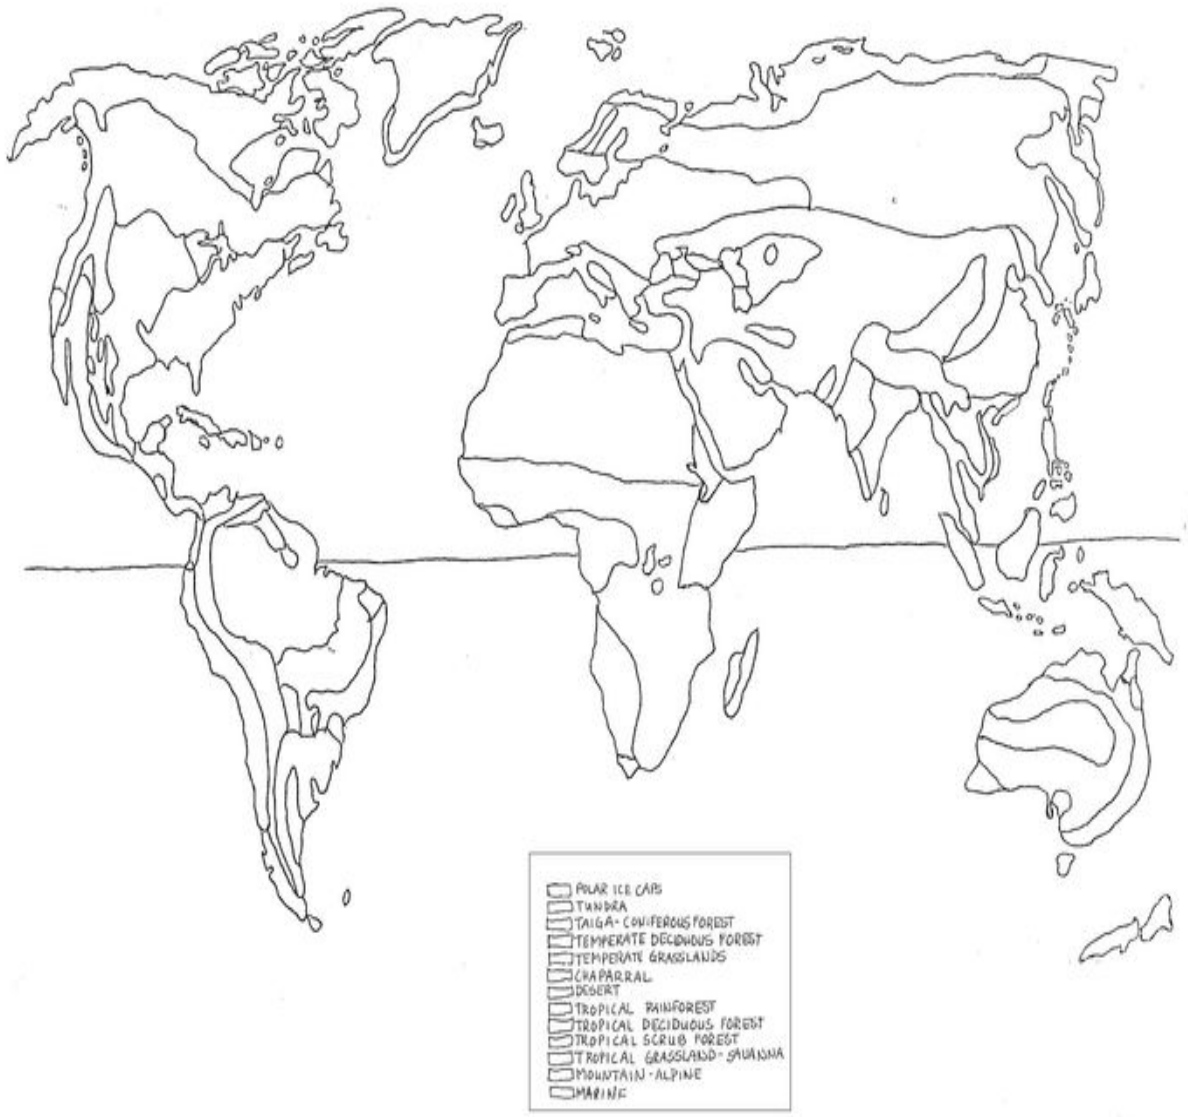 POLAR ICE CAPS
TUNDRA
TAIGA-CONIFEROUS FOREST
TEMPERATE DECIDUOUS FOREST
TEMPERATE GRASSLANDS
CHAPARRAL
DESERT
TROPICAL RAINFOREST
TROPICAL DECIDUOUS FOREST
TROPICAL SCRUB FOREST
TROPICAL GRASSLAND-SAVANNA
MOUNTAIN-ALPINE
MARINE